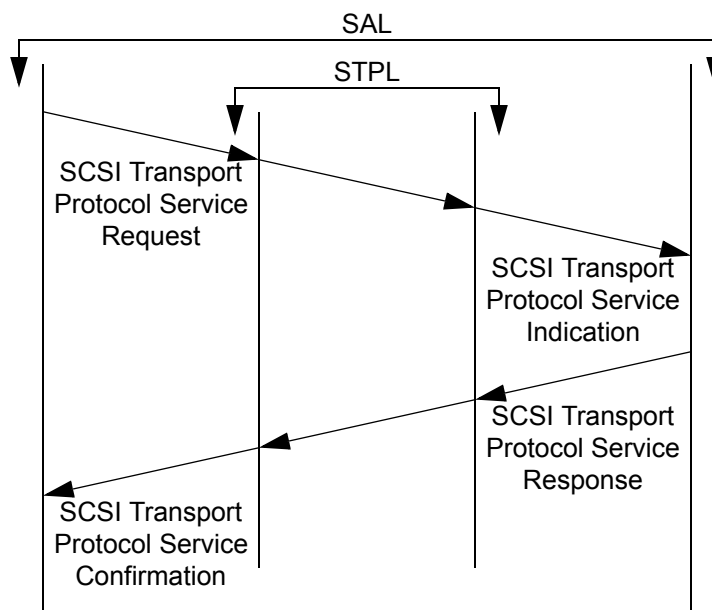 SAL
STPL
SCSI Transport
Protocol Service
Request
SCSI Transport
Protocol Service
Indication
SCSI Transport
Protocol Service
Response
SCSI Transport
Protocol Service
Confirmation